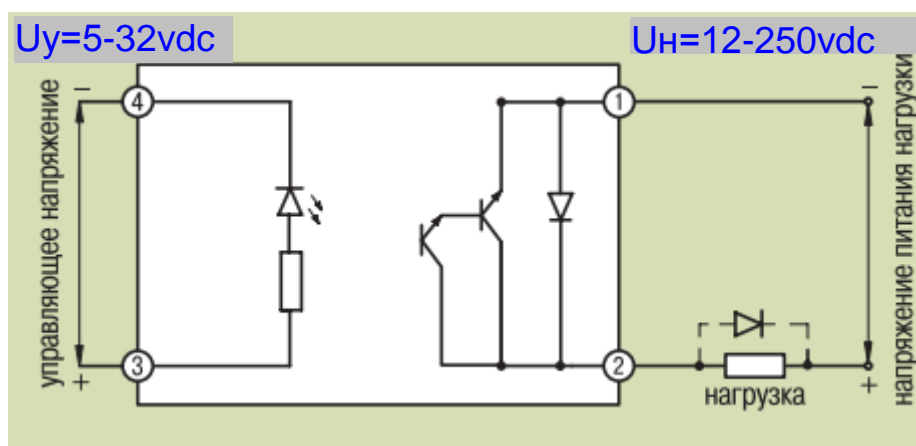 Uy=5-32vdc
Uн=12-250vdc
управляющее напряжение
−
+
4
3
1
2
нагрузка
−
+
напряжение питания нагрузки